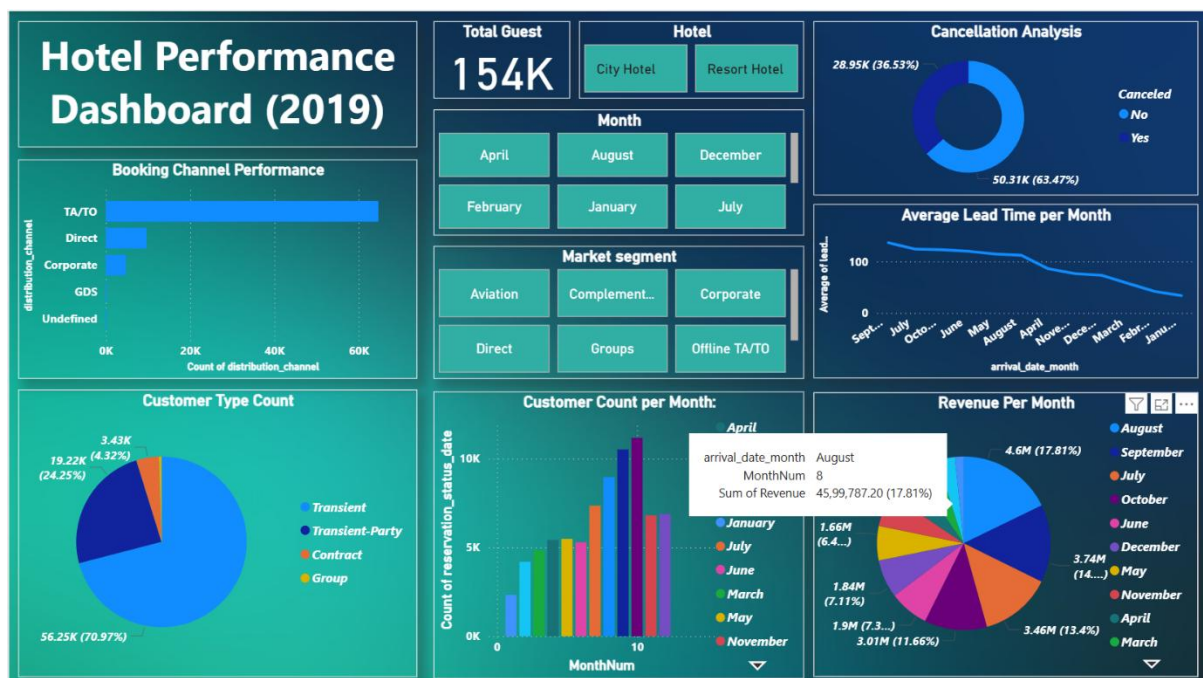 Hotel Performance
Dashboard (2019)
Total Guest
154K
Hotel
City Hotel
Resort Hotel
Month
April
August
December
February
January
July
Market segment
Aviation
Complement...
Corporate
Direct
Groups
Offline TA/TO
Cancellation Analysis
28.95K (36.53%)
50.31K (63.47%)
Canceled
No
Yes
Booking Channel Performance
distribution_channel
TA/TO
Direct
Corporate
GDS
Undefined
0K
20K
40K
60K
Count of distribution_channel
Average Lead Time per Month
Average of lead...
100
0
Sept...
July
Octo...
June
May
August
April
Nove...
Dece...
March
Febr...
Janu...
arrival_date_month
Customer Type Count
3.43K
(4.32%)
19.22K
(24.25%)
56.25K (70.97%)
Transient
Transient-Party
Contract
Group
Customer Count per Month:
Count of reservation_status_date
10K
5K
0K
0
10
MonthNum
April
January
July
June
March
May
November
Revenue Per Month
arrival_date_month August
MonthNum 8
Sum of Revenue 45,99,787.20 (17.81%)
4.6M (17.81%)
3.74M
(14....)
3.46M (13.4%)
3.01M (11.66%)
1.9M (7.3...)
1.84M
(7.11%)
1.66M
(6.4...)
August
September
July
October
June
December
May
November
April
March